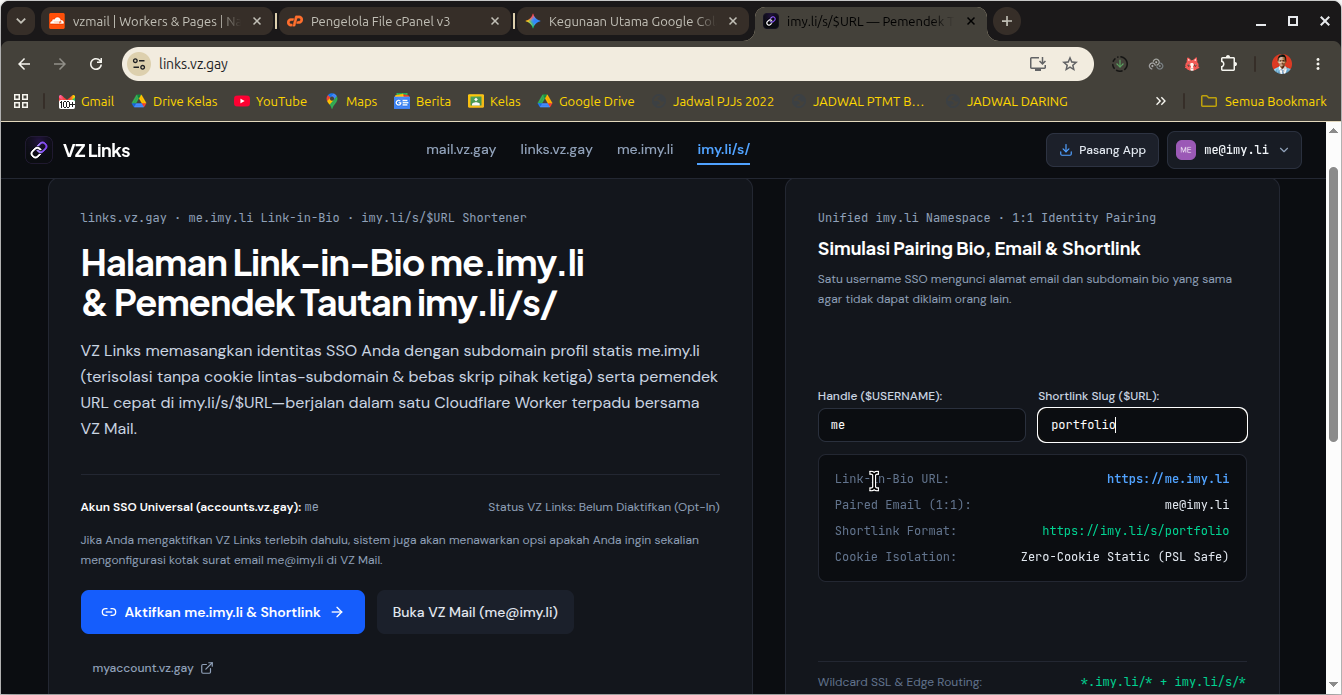 vzmail | Workers & Pages | N
Pengelola File cPanel v3
Kegunaan Utama Google Co
imy.li/s/$URL — Pemendek T
links.vz.gay
100+
Gmail
Drive Kelas
YouTube
Maps
Berita
Kelas
Google Drive
Jadwal PJJs 2022
JADWAL PTMT B...
JADWAL DARING
Semua Bookmark
VZ Links
mail.vz.gay
links.vz.gay
me.imy.li
imy.li/s/
Pasang App
ME
me@imy.li
links.vz.gay · me.imy.li Link-in-Bio · imy.li/s/$URL Shortener
Halaman Link-in-Bio me.imy.li
& Pemendek Tautan imy.li/s/
VZ Links memasangkan identitas SSO Anda dengan subdomain profil statis me.imy.li
(terisolasi tanpa cookie lintas-subdomain & bebas skrip pihak ketiga) serta pemendek
URL cepat di imy.li/s/$URL—berjalan dalam satu Cloudflare Worker terpadu bersama
VZ Mail.
Akun SSO Universal (accounts.vz.gay): me
Status VZ Links: Belum Diaktifkan (Opt-In)
Jika Anda mengaktifkan VZ Links terlebih dahulu, sistem juga akan menawarkan opsi apakah Anda ingin sekalian
mengonfigurasi kotak surat email me@imy.li di VZ Mail.
Aktifkan me.imy.li & Shortlink →
Buka VZ Mail (me@imy.li)
myaccount.vz.gay
Unified imy.li Namespace · 1:1 Identity Pairing
Simulasi Pairing Bio, Email & Shortlink
Satu username SSO mengunci alamat email dan subdomain bio yang sama
agar tidak dapat diklaim orang lain.
Handle ($USERNAME):
Shortlink Slug ($URL):
me
portfolio
Link-in-Bio URL:
https://me.imy.li
Paired Email (1:1):
me@imy.li
Shortlink Format:
https://imy.li/s/portfolio
Cookie Isolation:
Zero-Cookie Static (PSL Safe)
Wildcard SSL & Edge Routing:
*.imy.li/* + imy.li/s/*